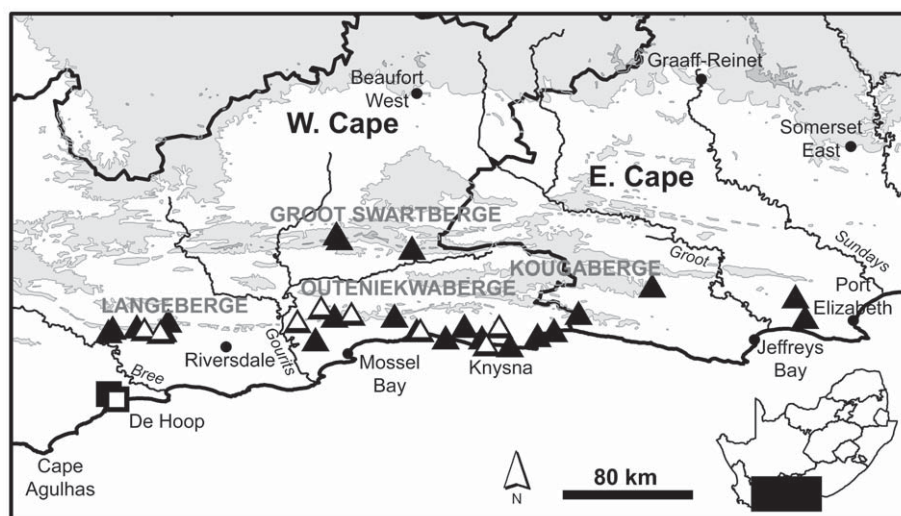 Graaff-Reinet
Beaufort
West
W. Cape
Somerset
East
E. Cape
GROOT SWARTBERGE
Groot
Sundays
KOUGABERGE
OUTENIEKWABERGE
Port
Elizabeth
LANGEBERGE
Gourits
Riversdale
Bree
Mossel
Bay
Knysna
Jeffreys
Bay
De Hoop
Cape
Agulhas
N
80 km